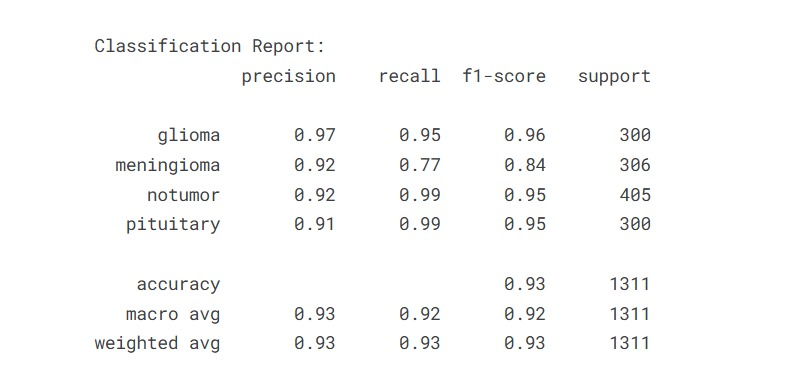 Classification Report:
precision recall f1-score support
glioma 0.97 0.95 0.96 300
meningioma 0.92 0.77 0.84 306
notumor 0.92 0.99 0.95 405
pituitary 0.91 0.99 0.95 300
accuracy 0.93 1311
macro avg 0.93 0.92 0.92 1311
weighted avg 0.93 0.93 0.93 1311